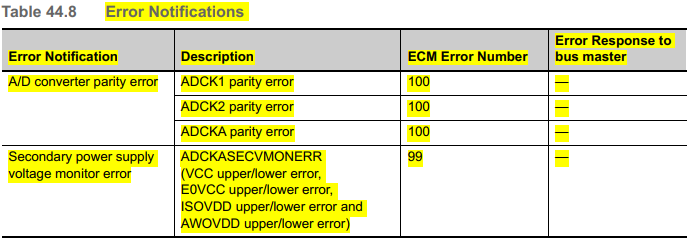 Table 44.8 Error Notifications
Error Notification Description ECM Error Number Error Response to bus master
A/D converter parity error ADCK1 parity error 100 —
ADCK2 parity error 100 —
ADCKA parity error 100 —
Secondary power supply voltage monitor error ADCKASECVMONERR 99 —
(VCC upper/lower error,
E0VCC upper/lower error,
ISOVDD upper/lower error and
AWOVDD upper/lower error)